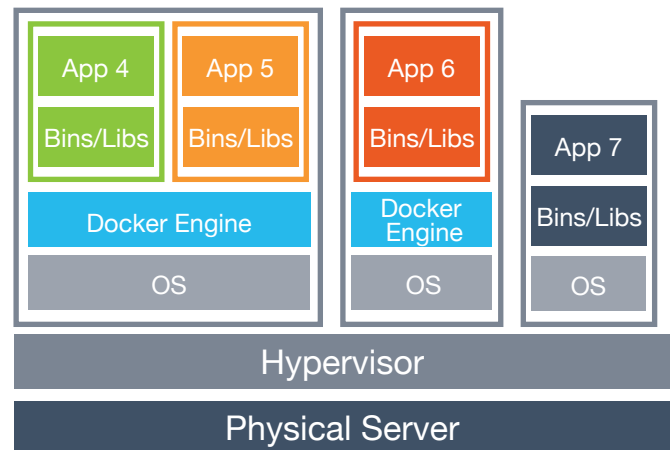 App 4
App 5
App 6
Bins/Libs
Bins/Libs
Bins/Libs
App 7
Docker Engine
Docker
Engine
Bins/Libs
OS
OS
OS
Hypervisor
Physical Server